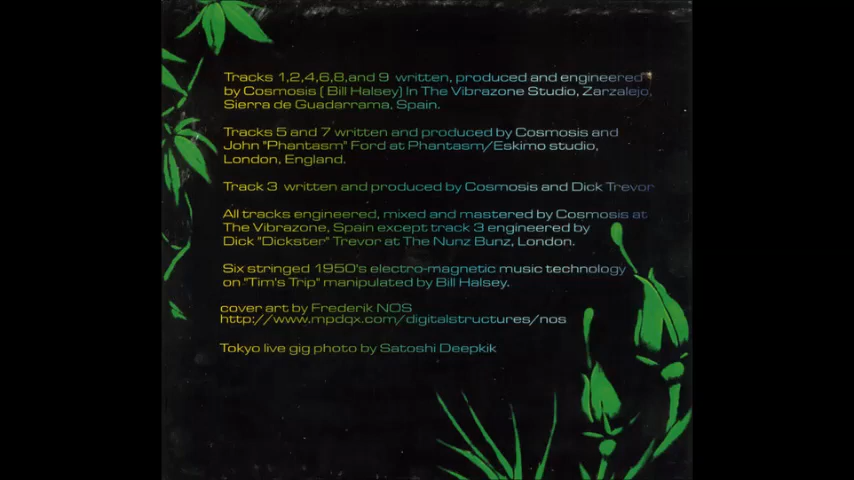 Tracks 1,2,4,6,8,and 9 written, produced and engineered
by Cosmosis ( Bill Halsey) In The Vibrazone Studio, Zarzalejo,
Sierra de Guadarrama, Spain.
Tracks 5 and 7 written and produced by Cosmosis and
John "Phantasm" Ford at Phantasm/Eskimo studio,
London, England.
Track 3 written and produced by Cosmosis and Dick Trevor
All tracks engineered, mixed and mastered by Cosmosis at
The Vibrazone, Spain except track 3 engineered by
Dick "Dickster" Trevor at The Nunz Bunz, London.
Six stringed 1950's electro-magnetic music technology
on "Tim's Trip" manipulated by Bill Halsey.
cover art by Frederik NOS
http://www.mpdqx.com/digitalstructures/nos
Tokyo live gig photo by Satoshi Deepkik